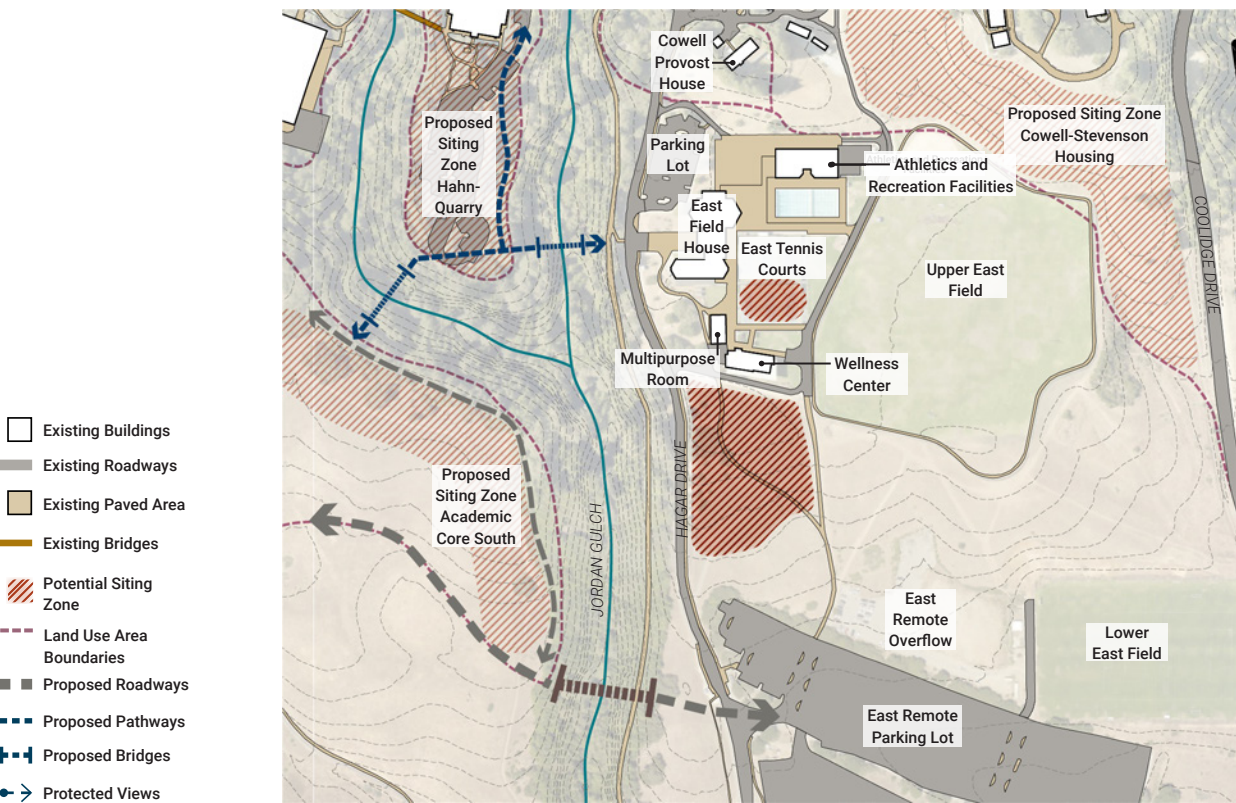 Cowell
Provost
House
Proposed Siting Zone
Cowell-Stevenson
Housing
Proposed
Siting
Zone
Hahn-
Quarry
Parking
Lot
Athletics and
Recreation Facilities
East
Field
House
East Tennis
Courts
Upper East
Field
COOLIDGE DRIVE
Multipurpose
Room
Wellness
Center
Proposed
Siting Zone
Academic
Core South
JORDAN GULCH
HAGAR DRIVE
East
Remote
Overflow
Lower
East Field
East Remote
Parking Lot
Existing Buildings
Existing Roadways
Existing Paved Area
Existing Bridges
Potential Siting
Zone
Land Use Area
Boundaries
Proposed Roadways
Proposed Pathways
Proposed Bridges
Protected Views